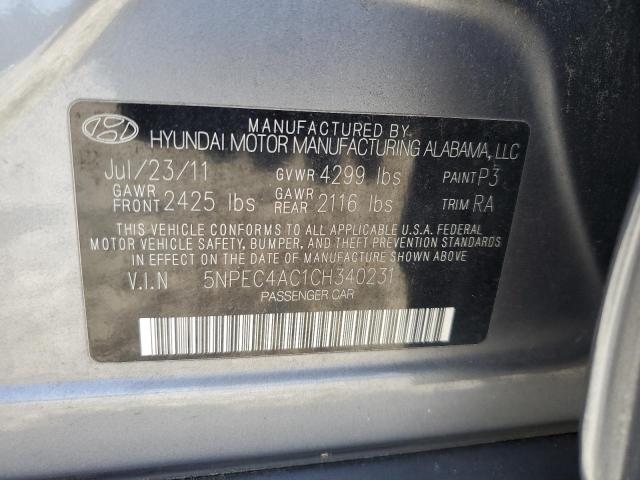 MANUFACTURED BY
HYUNDAI MOTOR MANUFACTURING ALABAMA, LLC
Jul/23/11 GVWR 4299 lbs PAINT P3
GAWR FRONT 2425 lbs GAWR REAR 2116 lbs TRIM RA
THIS VEHICLE CONFORMS TO ALL APPLICABLE U.S.A. FEDERAL
MOTOR VEHICLE SAFETY, BUMPER, AND THEFT PREVENTION STANDARDS
IN EFFECT ON THE DATE OF MANUFACTURE SHOWN ABOVE
V.I.N 5NPEC4AC1CH340231
PASSENGER CAR